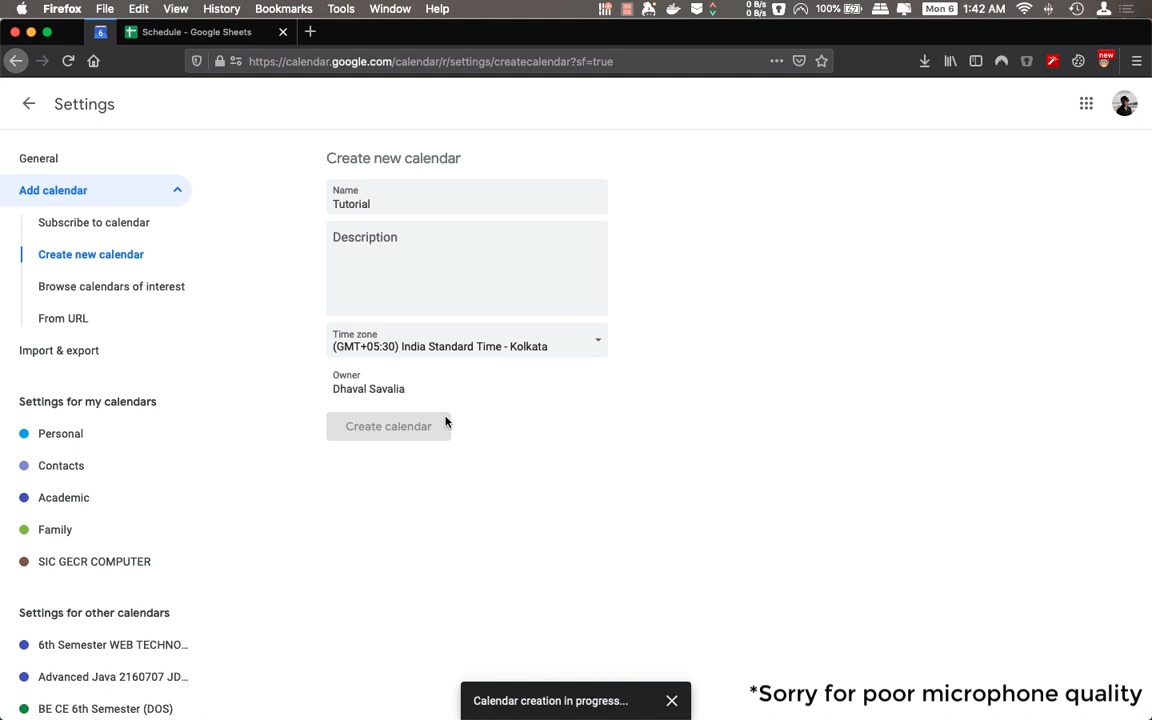 Firefox File Edit View History Bookmarks Tools Window Help
0 B/s
0 B/s
100%
Mon 6 1:42 AM
6
Schedule - Google Sheets
https://calendar.google.com/calendar/r/settings/createcalendar?sf=true
new
Settings
General
Add calendar
Subscribe to calendar
Create new calendar
Browse calendars of interest
From URL
Import & export
Settings for my calendars
Personal
Contacts
Academic
Family
SIC GECR COMPUTER
Settings for other calendars
6th Semester WEB TECHNO...
Advanced Java 2160707 JD...
BE CE 6th Semester (DOS)
Create new calendar
Name
Tutorial
Description
Time zone
(GMT+05:30) India Standard Time - Kolkata
Owner
Dhaval Savalia
Create calendar
Calendar creation in progress...
*Sorry for poor microphone quality